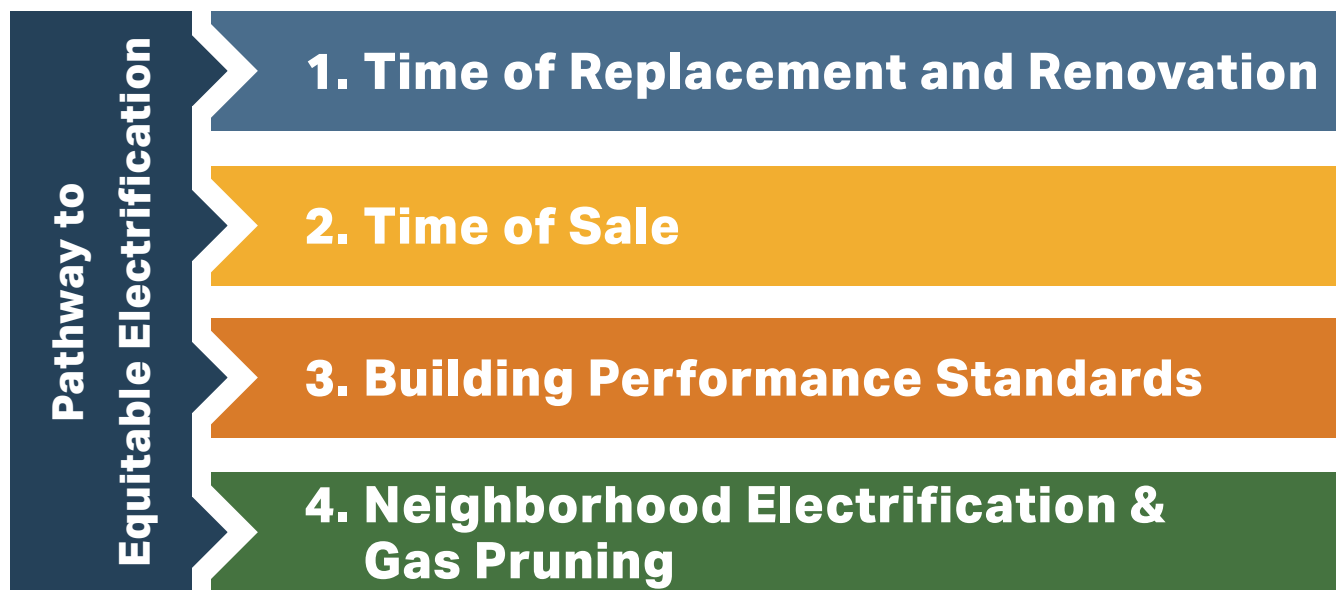 Pathway to
Equitable Electrification
1. Time of Replacement and Renovation
2. Time of Sale
3. Building Performance Standards
4. Neighborhood Electrification &
Gas Pruning